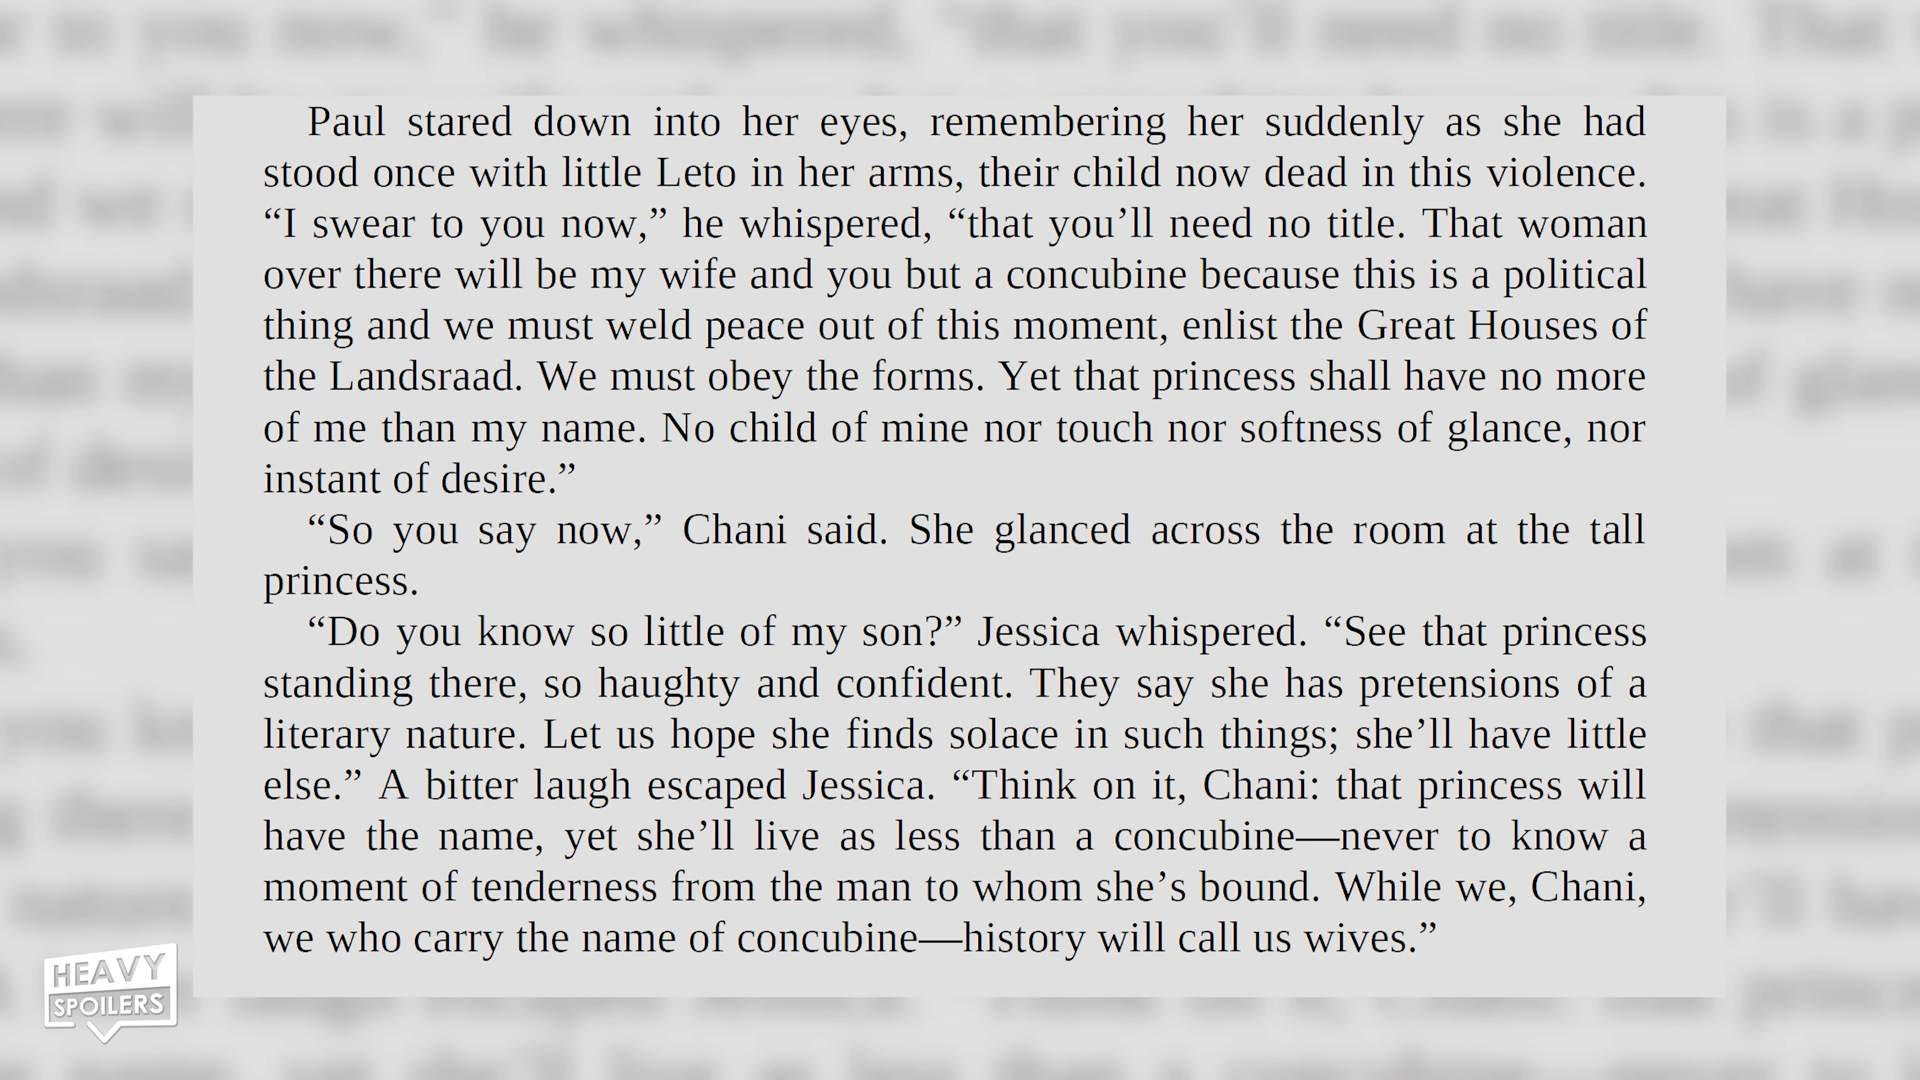 Paul stared down into her eyes, remembering her suddenly as she had
stood once with little Leto in her arms, their child now dead in this violence.
“I swear to you now,” he whispered, “that you’ll need no title. That woman
over there will be my wife and you but a concubine because this is a political
thing and we must weld peace out of this moment, enlist the Great Houses of
the Landsraad. We must obey the forms. Yet that princess shall have no more
of me than my name. No child of mine nor touch nor softness of glance, nor
instant of desire.”
“So you say now,” Chani said. She glanced across the room at the tall
princess.
“Do you know so little of my son?” Jessica whispered. “See that princess
standing there, so haughty and confident. They say she has pretensions of a
literary nature. Let us hope she finds solace in such things; she’ll have little
else.” A bitter laugh escaped Jessica. “Think on it, Chani: that princess will
have the name, yet she’ll live as less than a concubine—never to know a
moment of tenderness from the man to whom she’s bound. While we, Chani,
we who carry the name of concubine—history will call us wives.”
HEAVY
SPOILERS